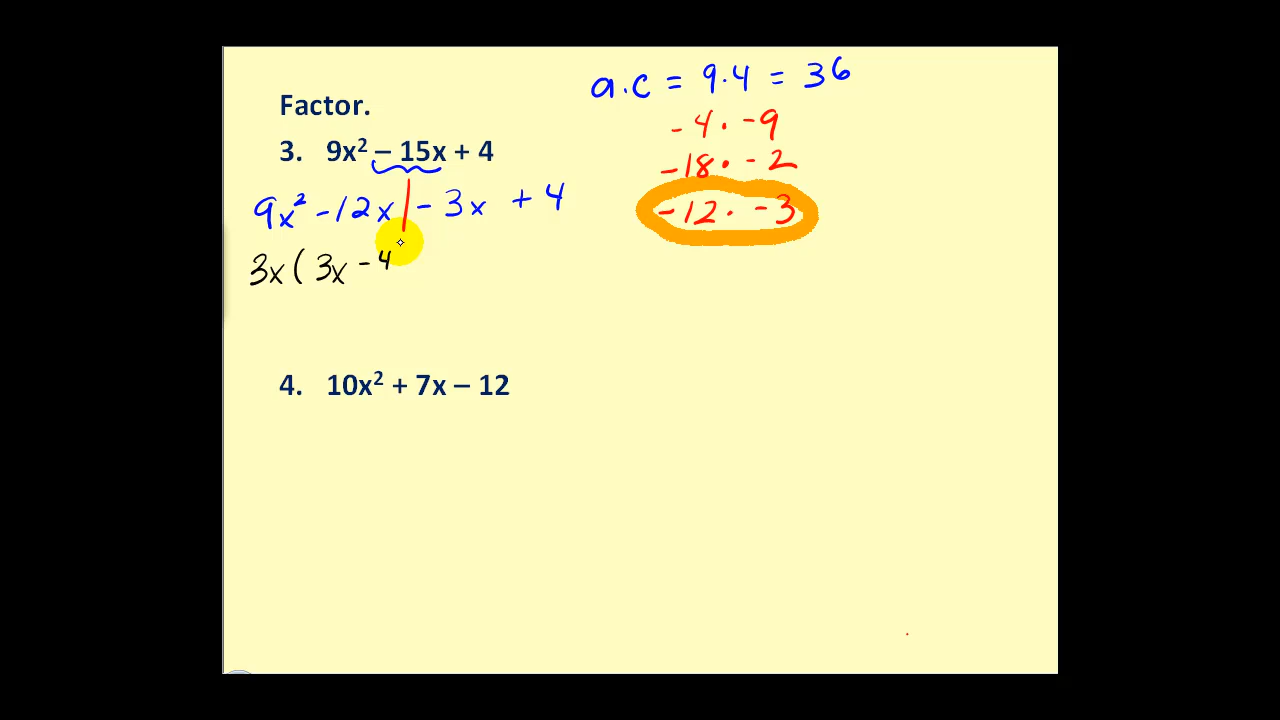 a.c = 9.4 = 36
Factor.
-4 · -9
3. 9x² – 15x + 4
-18 · -2
9x² -12x | - 3x + 4
-12 · -3
3x ( 3x - 4
4. 10x² + 7x – 12